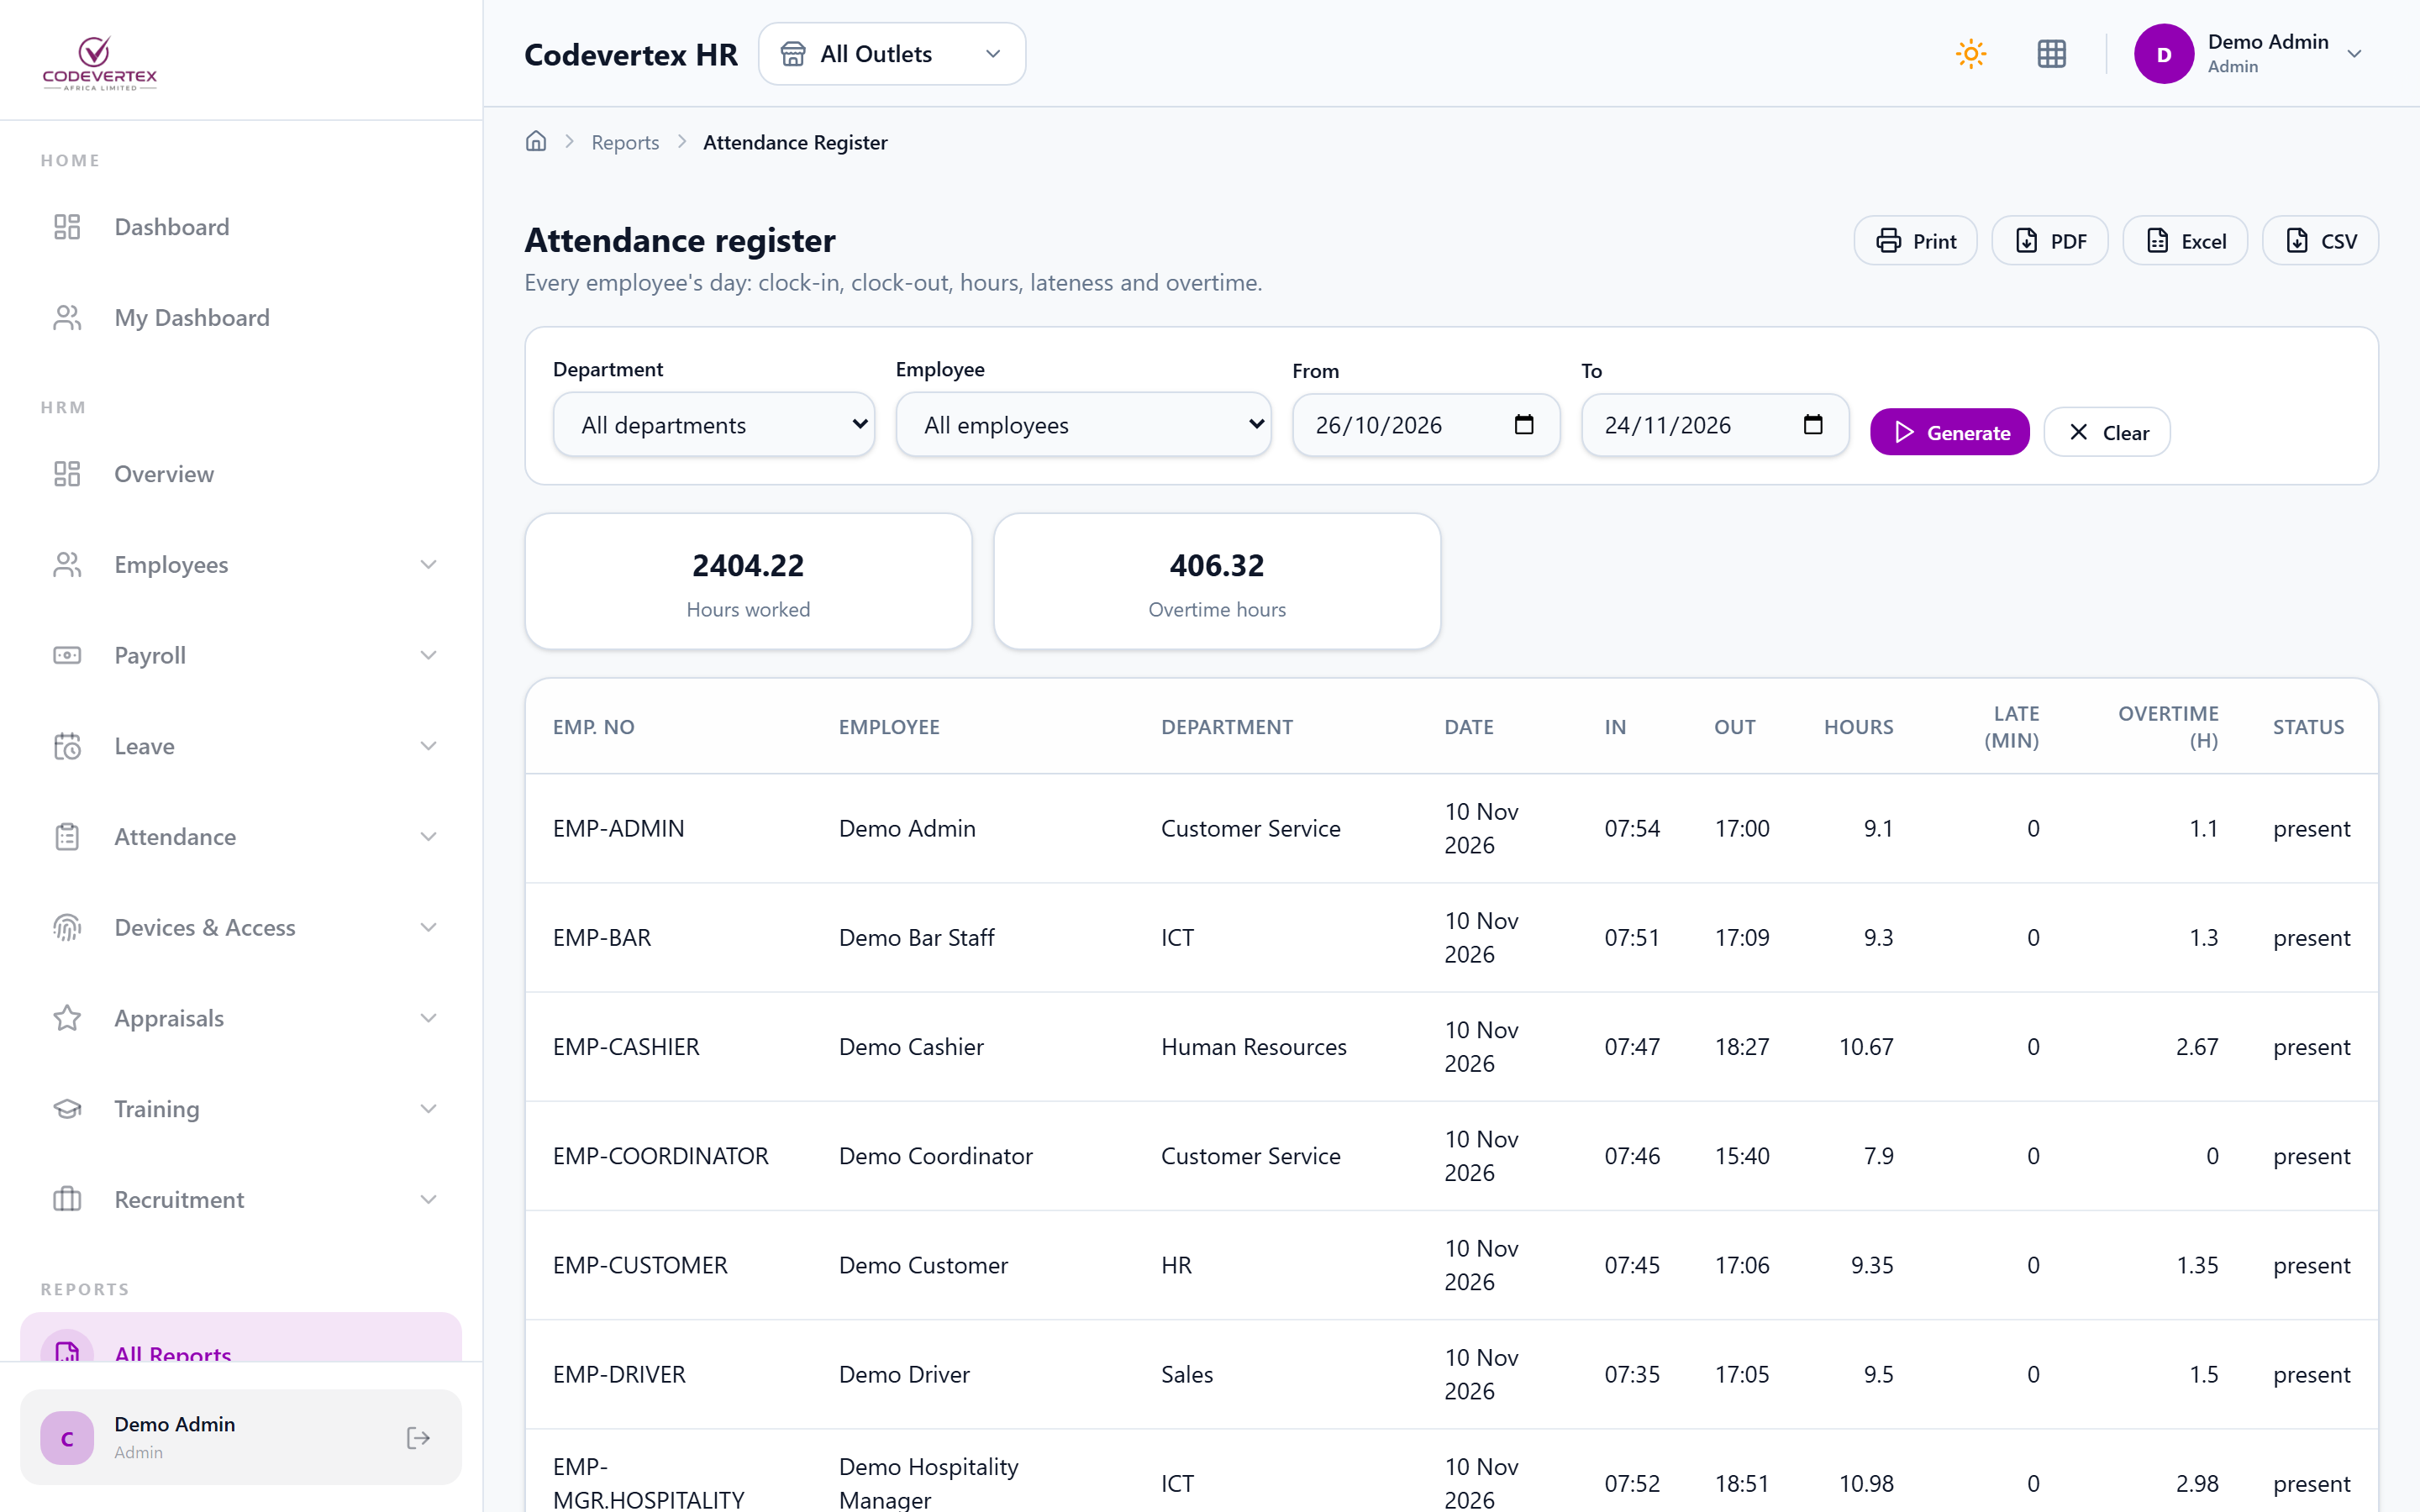 CODEVERTEX
AFRICA LIMITED
HOME
Dashboard
My Dashboard
HRM
Overview
Employees
Payroll
Leave
Attendance
Devices & Access
Appraisals
Training
Recruitment
REPORTS
All Reports
C
Demo Admin
Admin
Codevertex HR
All Outlets
D
Demo Admin
Admin
Reports
Attendance Register
Attendance register
Every employee's day: clock-in, clock-out, hours, lateness and overtime.
Print
PDF
Excel
CSV
Department
Employee
From
To
All departments
All employees
26/10/2026
24/11/2026
Generate
Clear
2404.22
Hours worked
406.32
Overtime hours
EMP. NO EMPLOYEE DEPARTMENT DATE IN OUT HOURS LATE (MIN) OVERTIME (H) STATUS
EMP-ADMIN Demo Admin Customer Service 10 Nov 2026 07:54 17:00 9.1 0 1.1 present
EMP-BAR Demo Bar Staff ICT 10 Nov 2026 07:51 17:09 9.3 0 1.3 present
EMP-CASHIER Demo Cashier Human Resources 10 Nov 2026 07:47 18:27 10.67 0 2.67 present
EMP-COORDINATOR Demo Coordinator Customer Service 10 Nov 2026 07:46 15:40 7.9 0 0 present
EMP-CUSTOMER Demo Customer HR 10 Nov 2026 07:45 17:06 9.35 0 1.35 present
EMP-DRIVER Demo Driver Sales 10 Nov 2026 07:35 17:05 9.5 0 1.5 present
EMP-MGR.HOSPITALITY Demo Hospitality Manager ICT 10 Nov 2026 07:52 18:51 10.98 0 2.98 present